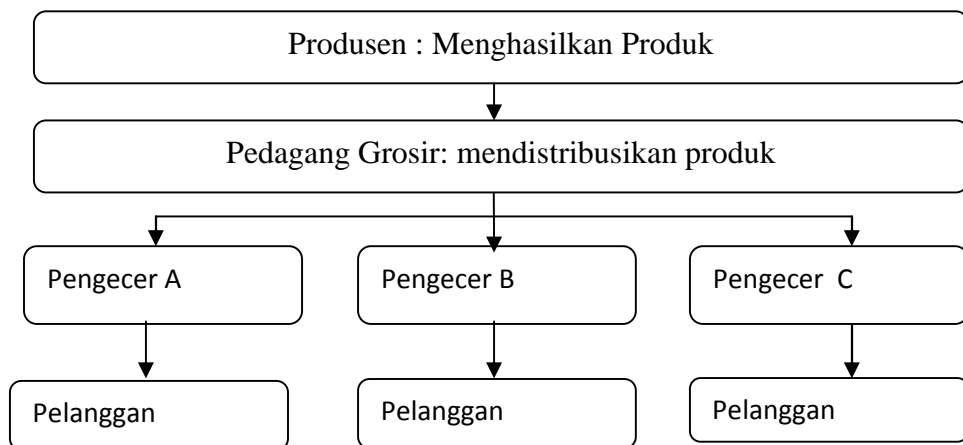 Produsen : Menghasilkan Produk
Pedagang Grosir: mendistribusikan produk
Pengecer A
Pengecer B
Pengecer C
Pelanggan
Pelanggan
Pelanggan